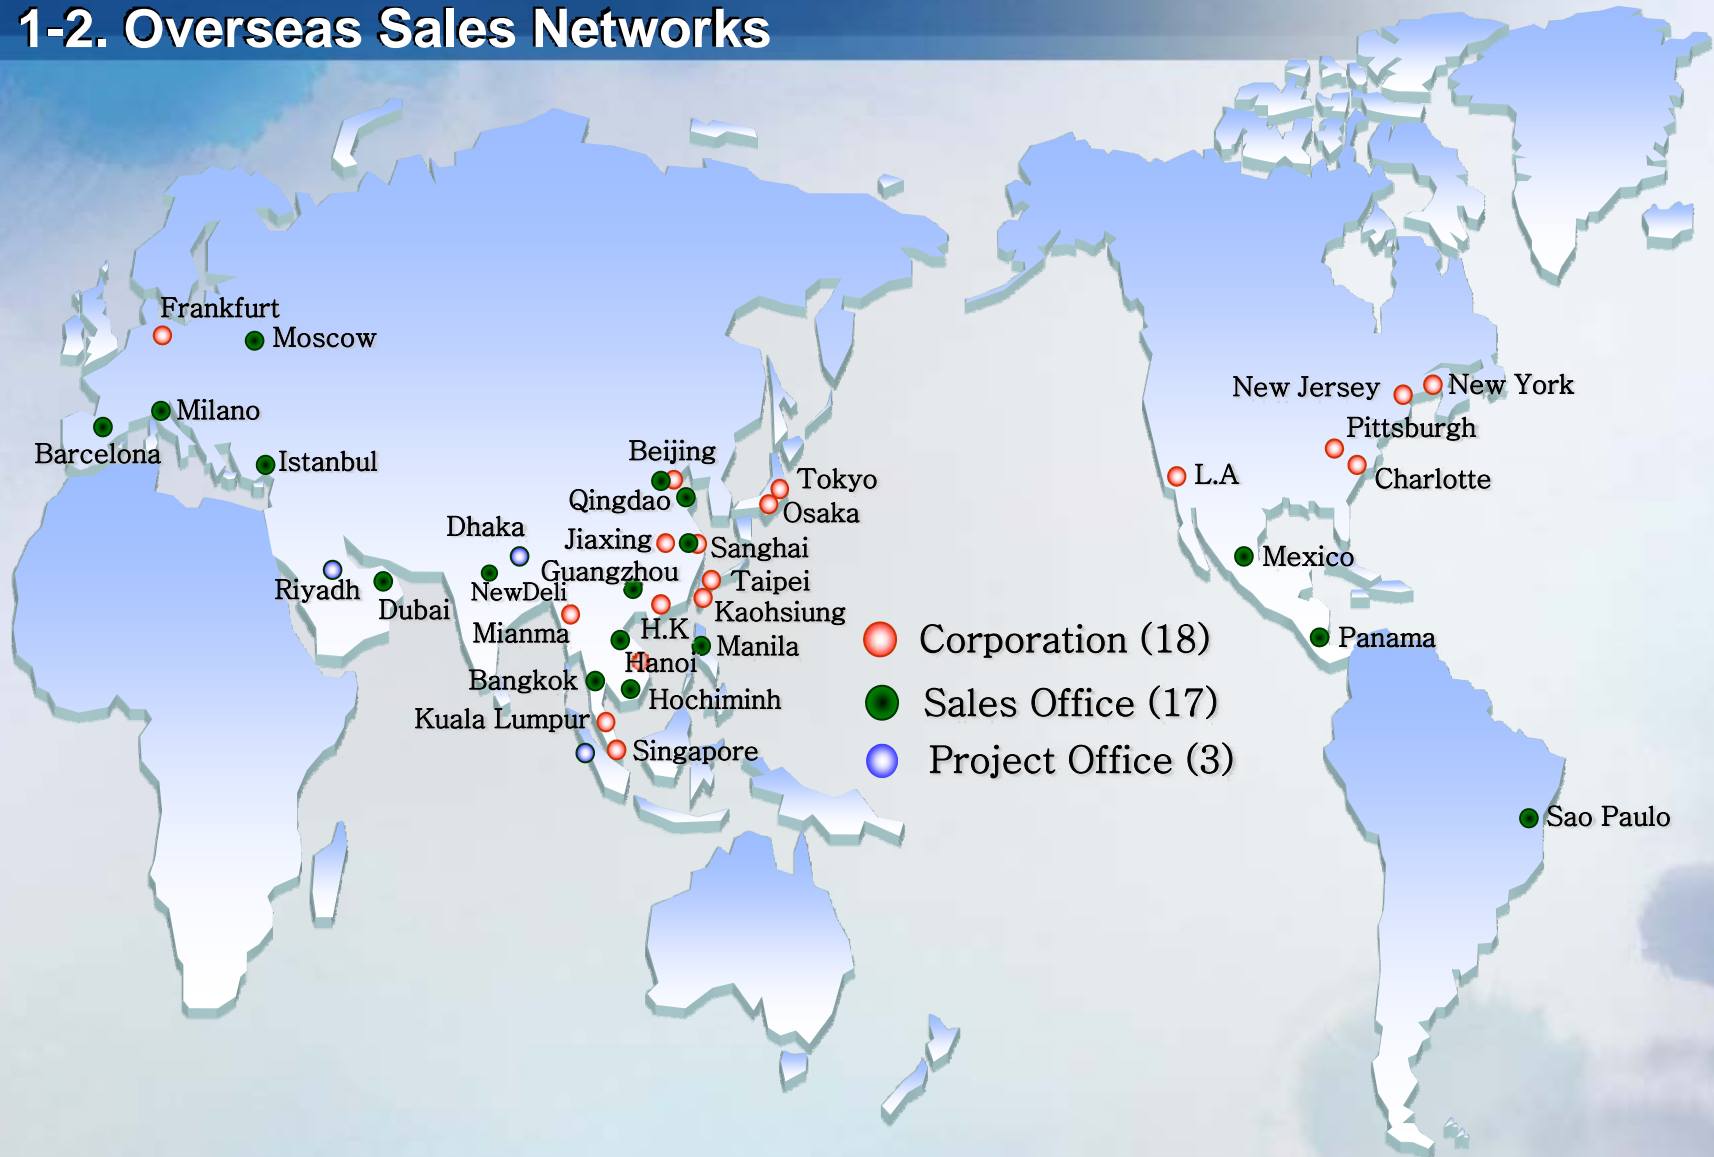 1-2. Overseas Sales Networks
Frankfurt
Moscow
New Jersey
New York
Milano
Pittsburgh
Barcelona
Istanbul
Beijing
L.A
Charlotte
Tokyo
Qingdao
Osaka
Dhaka
Jiaxing
Sanghai
Mexico
Guangzhou
Taipei
Riyadh
NewDeli
Dubai
Kaohsiung
Mianma
H.K
Corporation (18)
Panama
Manila
Hanoi
Bangkok
Hochiminh
Sales Office (17)
Kuala Lumpur
Singapore
Project Office (3)
Sao Paulo